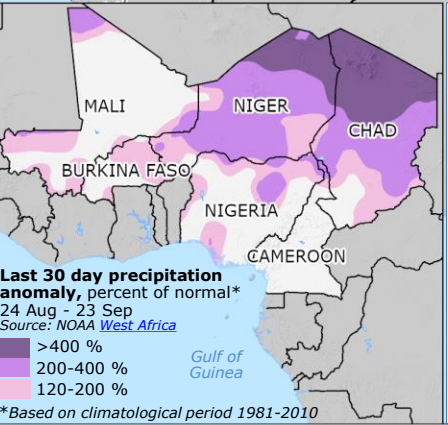 MALI
NIGER
CHAD
BURKINA FASO
NIGERIA
CAMEROON
Last 30 day precipitation
anomaly, percent of normal*
24 Aug - 23 Sep
Source: NOAA West Africa
>400 %
200-400 %
120-200 %
Gulf of
Guinea
*Based on climatological period 1981-2010